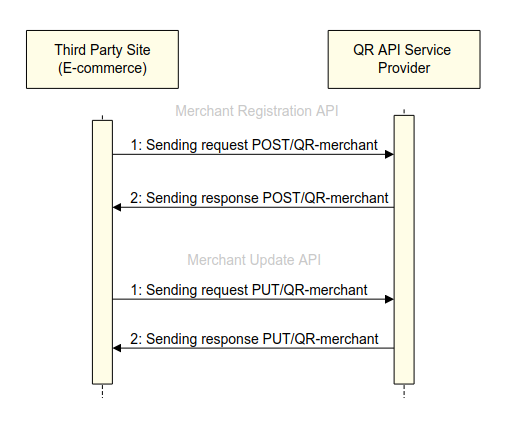 Third Party Site
(E-commerce)
QR API Service
Provider
Merchant Registration API
1: Sending request POST/QR-merchant
2: Sending response POST/QR-merchant
Merchant Update API
1: Sending request PUT/QR-merchant
2: Sending response PUT/QR-merchant